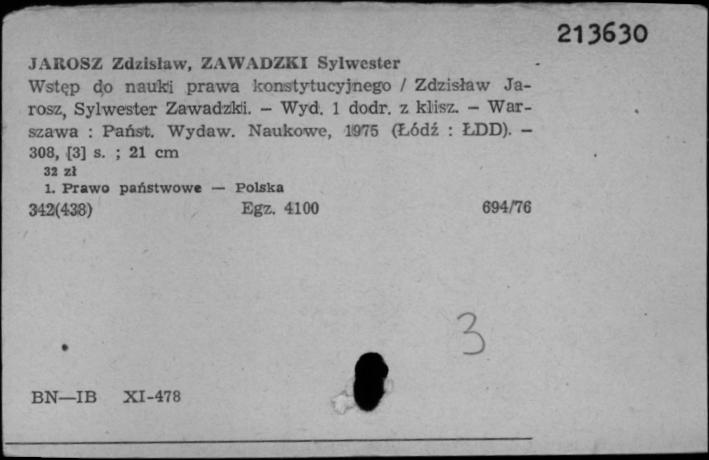 213630
JAROSZ Zdzisław, ZAWADZKI Sylwester
Wstęp do nauki prawa konstytucyjnego / Zdzisław Ja-
rosz, Sylwester Zawadzki. — Wyd. 1 dodr. z klisz. — War-
szawa : Państ. Wydaw. Naukowe, 1975 (Łódź : ŁDD). —
308, [3] s. ; 21 cm
32 zł
1. Prawo państwowe — Polska
342(438) Egz. 4100 694/76
3
BN—IB XI-478